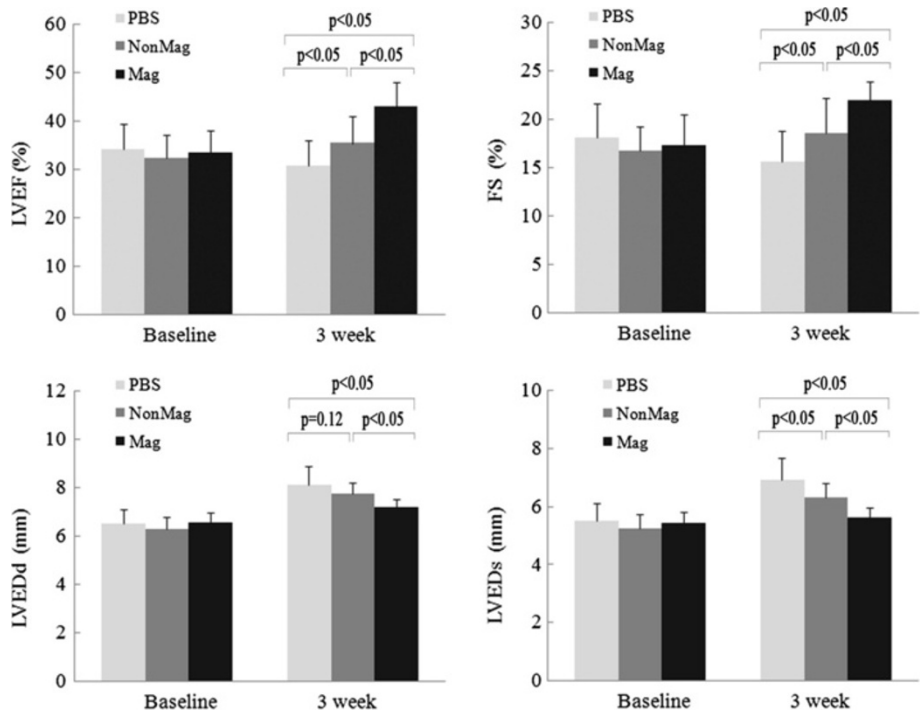 60
50
40
30
20
10
0
LVEF (%)
PBS
NonMag
Mag
p<0.05
p<0.05
p<0.05
Baseline
3 week
30
25
20
15
10
5
0
FS (%)
PBS
NonMag
Mag
p<0.05
p<0.05
p<0.05
Baseline
3 week
12
10
8
6
4
2
0
LVEDd (mm)
PBS
NonMag
Mag
p<0.05
p=0.12
p<0.05
Baseline
3 week
10
8
6
4
2
0
LVEDs (mm)
PBS
NonMag
Mag
p<0.05
p<0.05
p<0.05
Baseline
3 week